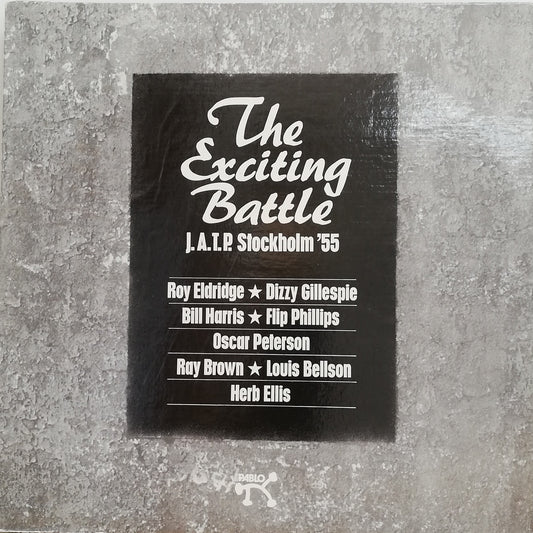 The
Exciting
Battle
J.A.T.P. Stockholm '55
Roy Eldridge ★ Dizzy Gillespie
Bill Harris ★ Flip Phillips
Oscar Peterson
Ray Brown ★ Louis Bellson
Herb Ellis
PABLO